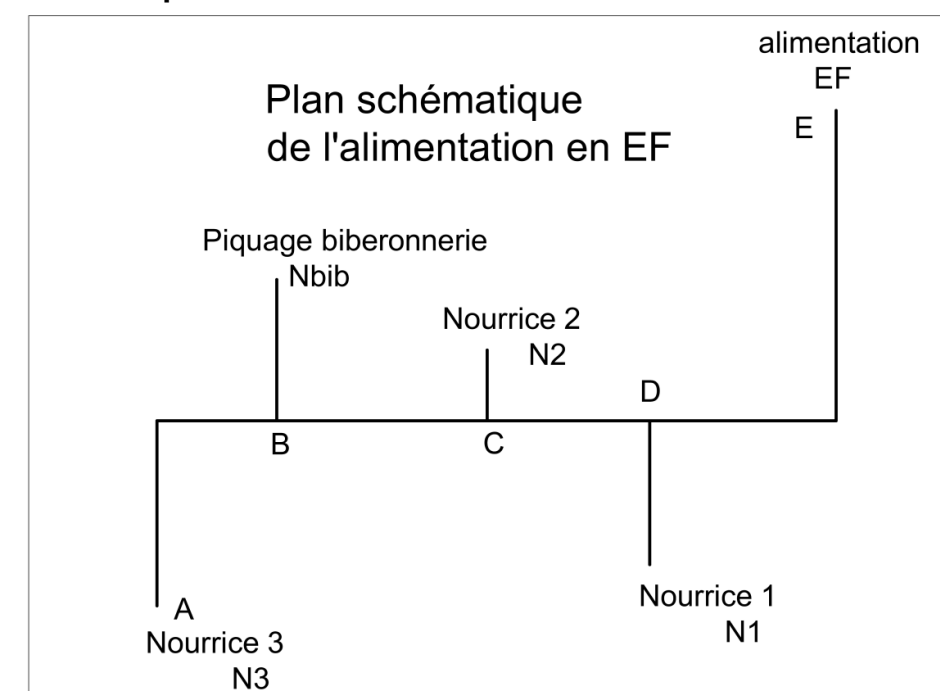 alimentation
EF
E
Plan schématique
de l'alimentation en EF
Piquage biberonnerie
Nbib
Nourrice 2
N2
D
B
C
A
Nourrice 3
N3
Nourrice 1
N1